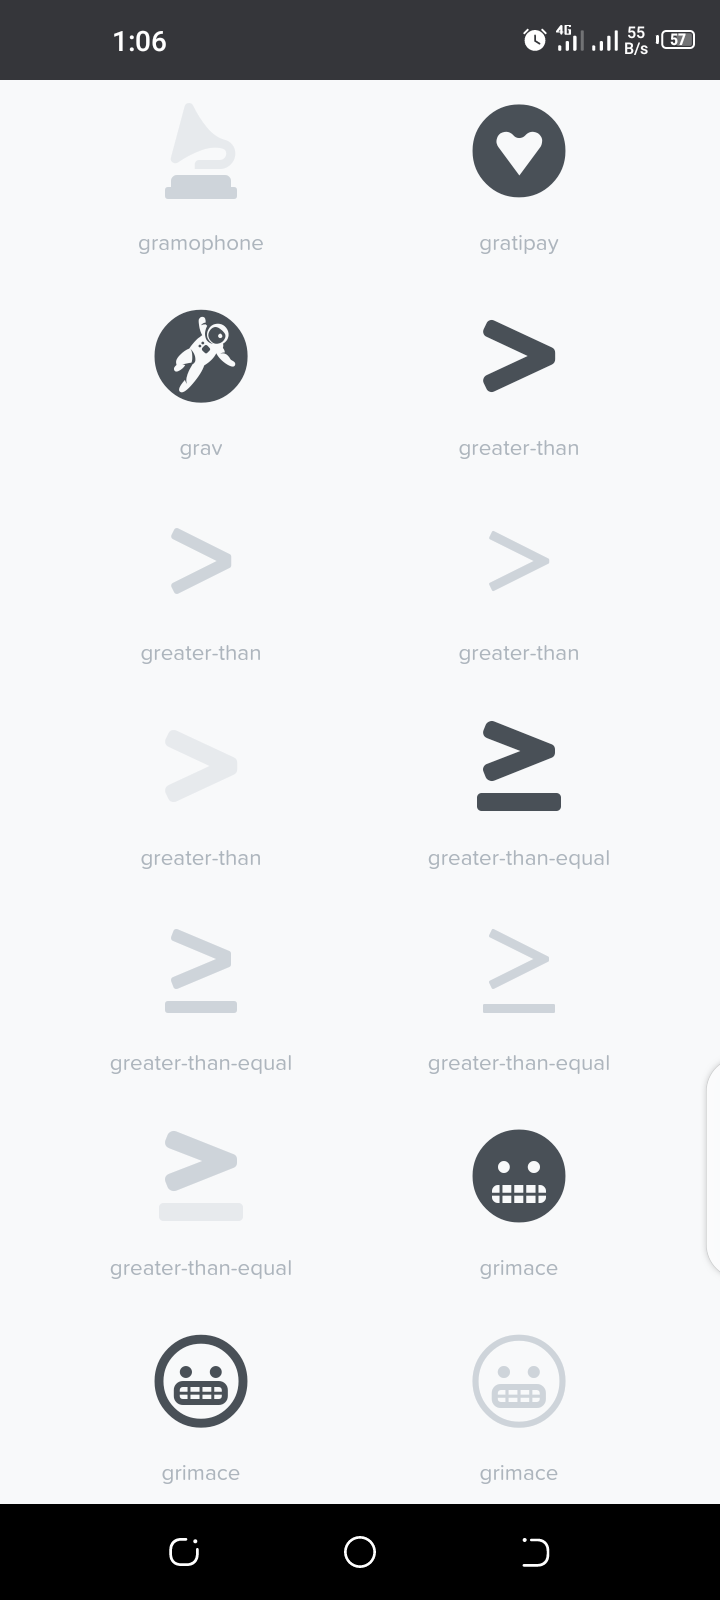 1:06
4G
55
B/s
57
gramophone
gratipay
grav
greater-than
greater-than
greater-than
greater-than
greater-than-equal
greater-than-equal
greater-than-equal
greater-than-equal
grimace
grimace
grimace